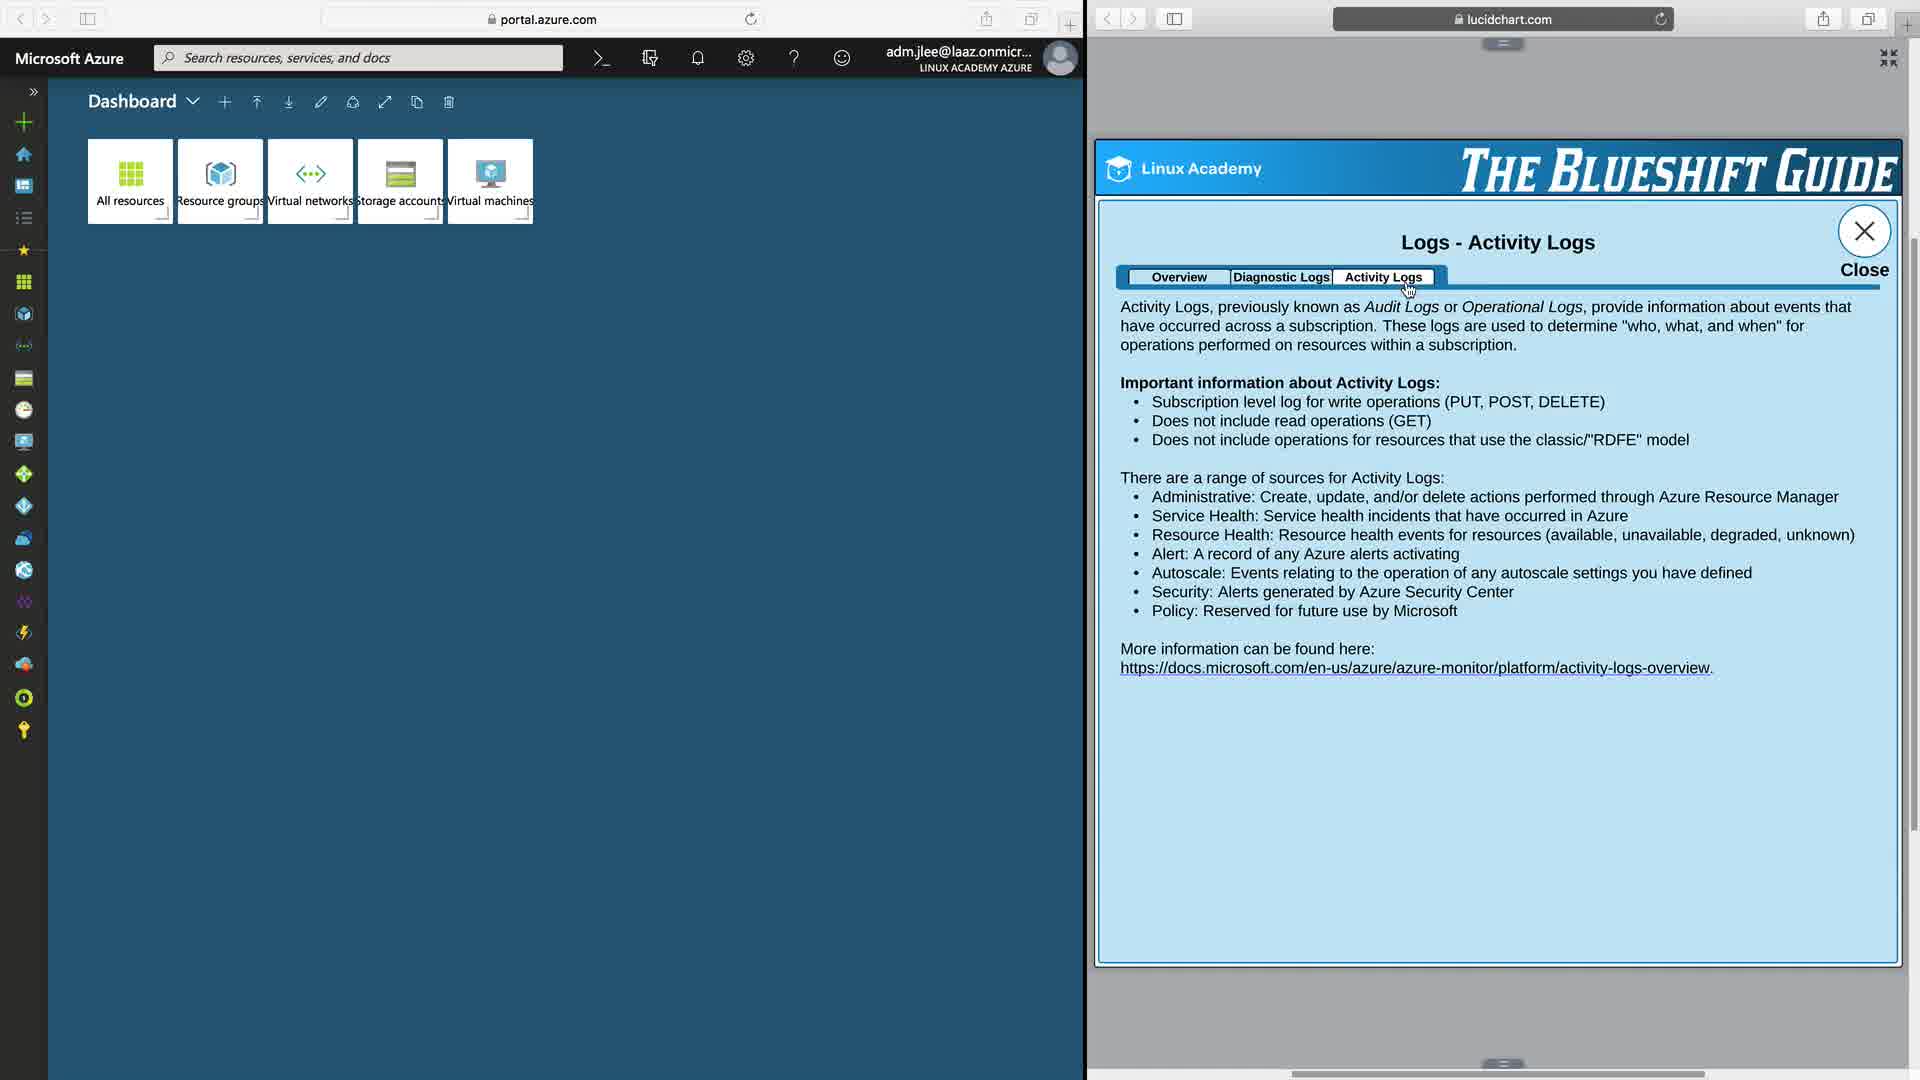 portal.azure.com
Microsoft Azure
Search resources, services, and docs
adm.jlee@laaz.onmicr...
LINUX ACADEMY AZURE
Dashboard
All resources
Resource groups
Virtual networks
Storage accounts
Virtual machines
lucidchart.com
Linux Academy
THE BLUESHIFT GUIDE
Logs - Activity Logs
Close
Overview
Diagnostic Logs
Activity Logs
Activity Logs, previously known as Audit Logs or Operational Logs, provide information about events that
have occurred across a subscription. These logs are used to determine "who, what, and when" for
operations performed on resources within a subscription.
Important information about Activity Logs:
• Subscription level log for write operations (PUT, POST, DELETE)
• Does not include read operations (GET)
• Does not include operations for resources that use the classic/"RDFE" model
There are a range of sources for Activity Logs:
• Administrative: Create, update, and/or delete actions performed through Azure Resource Manager
• Service Health: Service health incidents that have occurred in Azure
• Resource Health: Resource health events for resources (available, unavailable, degraded, unknown)
• Alert: A record of any Azure alerts activating
• Autoscale: Events relating to the operation of any autoscale settings you have defined
• Security: Alerts generated by Azure Security Center
• Policy: Reserved for future use by Microsoft
More information can be found here:
https://docs.microsoft.com/en-us/azure/azure-monitor/platform/activity-logs-overview.